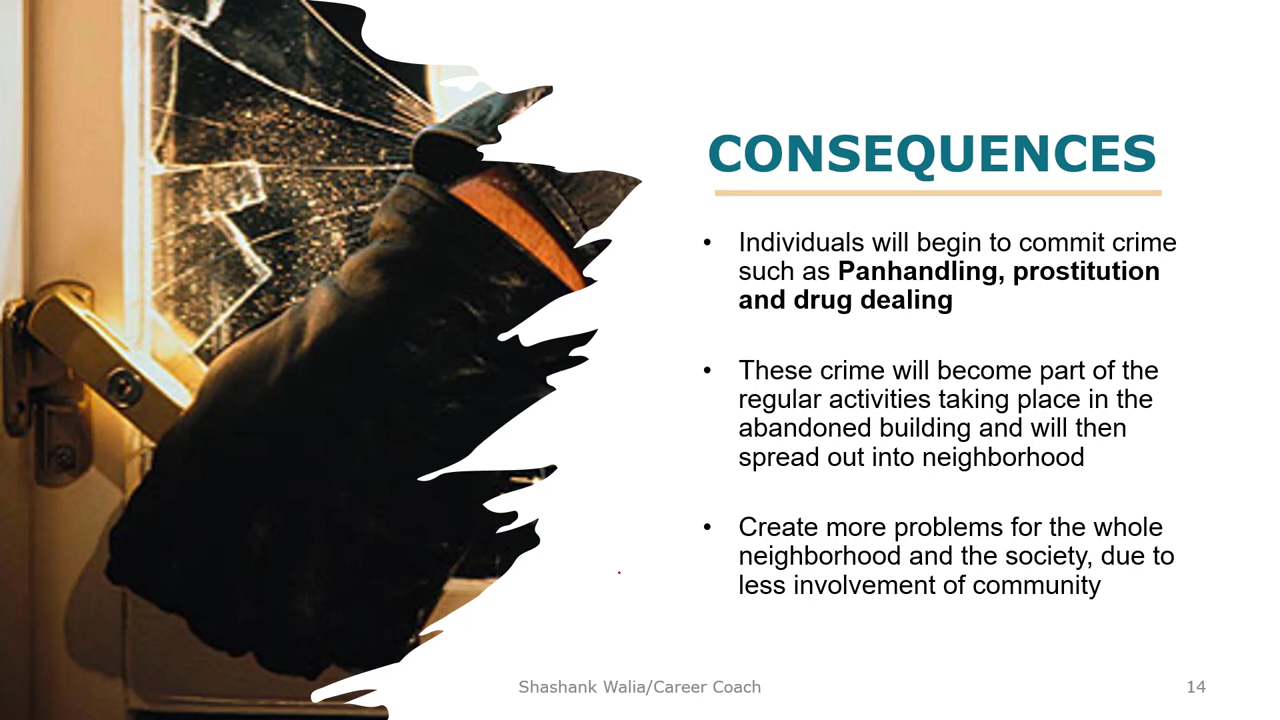 CONSEQUENCES
• Individuals will begin to commit crime
such as Panhandling, prostitution
and drug dealing
• These crime will become part of the
regular activities taking place in the
abandoned building and will then
spread out into neighborhood
• Create more problems for the whole
neighborhood and the society, due to
less involvement of community
Shashank Walia/Career Coach
14